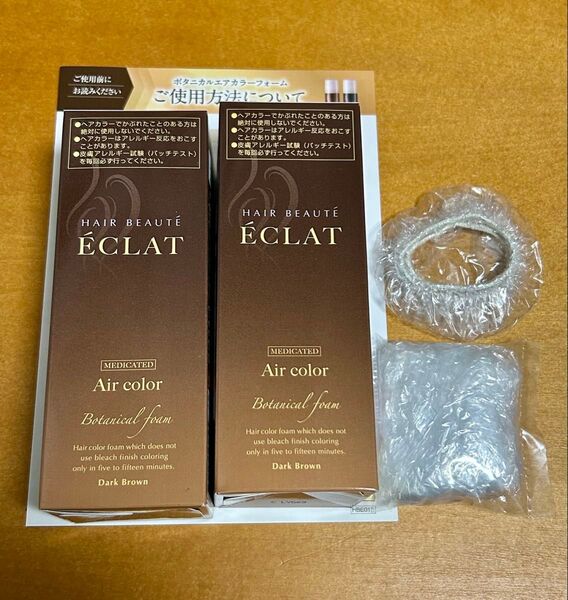 ご使用前に
お読みください
ボタニカルエアカラーフォーム
ご使用方法について
●ヘアカラーでかぶれたことのある方は
絶対に使用しないでください。
●ヘアカラーはアレルギー反応をおこす
ことがあります。
●皮膚アレルギー試験(パッチテスト)
を毎回必ず行ってください。
HAIR BEAUTÉ
ÉCLAT
MEDICATED
Air color
Botanical foam
Hair color foam which does not
use bleach finish coloring
only in five to fifteen minutes.
Dark Brown
●ヘアカラーでかぶれたことのある方は
絶対に使用しないでください。
●ヘアカラーはアレルギー反応をおこす
ことがあります。
●皮膚アレルギー試験(パッチテスト)
を毎回必ず行ってください。
HAIR BEAUTÉ
ÉCLAT
MEDICATED
Air color
Botanical foam
Hair color foam which does not
use bleach finish coloring
only in five to fifteen minutes.
Dark Brown